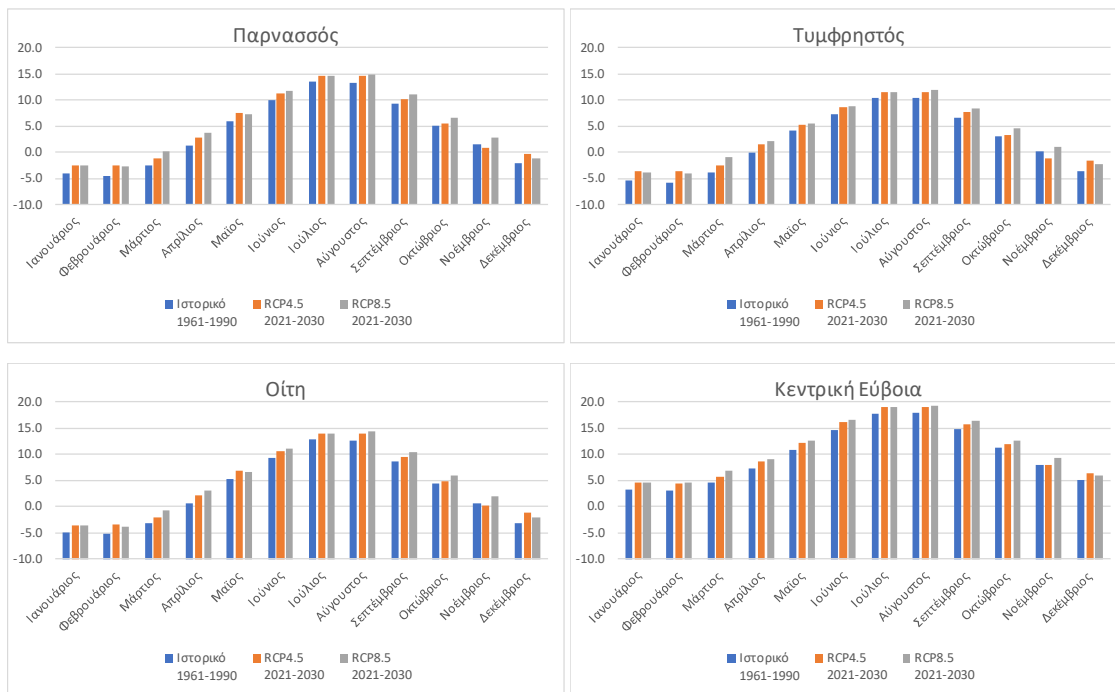 Παρνασσός
20.0
15.0
10.0
5.0
0.0
-5.0
-10.0
Ιανουάριος
Φεβρουάριος
Μάρτιος
Απρίλιος
Μαΐος
Ιούνιος
Ιούλιος
Αύγουστος
Σεπτέμβριος
Οκτώβριος
Νοέμβριος
Δεκέμβριος
Ιστορικό 1961-1990
RCP4.5 2021-2030
RCP8.5 2021-2030
Τυμφρηστός
20.0
15.0
10.0
5.0
0.0
-5.0
-10.0
Ιανουάριος
Φεβρουάριος
Μάρτιος
Απρίλιος
Μαΐος
Ιούνιος
Ιούλιος
Αύγουστος
Σεπτέμβριος
Οκτώβριος
Νοέμβριος
Δεκέμβριος
Ιστορικό 1961-1990
RCP4.5 2021-2030
RCP8.5 2021-2030
Οίτη
20.0
15.0
10.0
5.0
0.0
-5.0
-10.0
Ιανουάριος
Φεβρουάριος
Μάρτιος
Απρίλιος
Μαΐος
Ιούνιος
Ιούλιος
Αύγουστος
Σεπτέμβριος
Οκτώβριος
Νοέμβριος
Δεκέμβριος
Ιστορικό 1961-1990
RCP4.5 2021-2030
RCP8.5 2021-2030
Κεντρική Εύβοια
20.0
15.0
10.0
5.0
0.0
-5.0
-10.0
Ιανουάριος
Φεβρουάριος
Μάρτιος
Απρίλιος
Μαΐος
Ιούνιος
Ιούλιος
Αύγουστος
Σεπτέμβριος
Οκτώβριος
Νοέμβριος
Δεκέμβριος
Ιστορικό 1961-1990
RCP4.5 2021-2030
RCP8.5 2021-2030